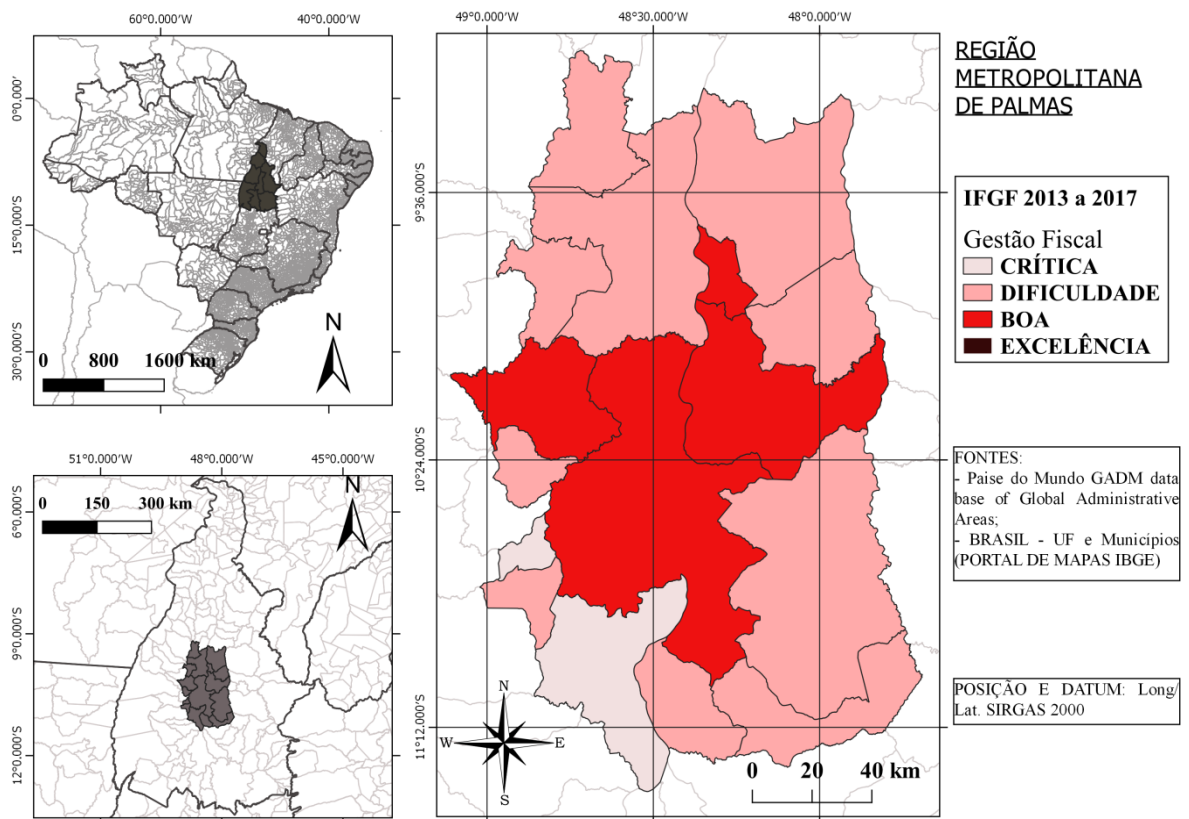 60°0.000'W 40°0.000'W
0°0.000'
15°0.000'S
30°0.000'S
N
0 800 1600 km
51°0.000'W 48°0.000'W 45°0.000'W
0 150 300 km
N
6°0.000'S
9°0.000'S
12°0.000'S
49°0.000'W 48°30.000'W 48°0.000'W
9°36.000'S
10°24.000'S
11°12.000'S
N
W E
S
0 20 40 km
REGIÃO
METROPOLITANA
DE PALMAS
IFGF 2013 a 2017
Gestão Fiscal
CRÍTICA
DIFICULDADE
BOA
EXCELÊNCIA
FONTES:
- Paise do Mundo GADM data
base of Global Administrative
Areas;
- BRASIL - UF e Municípios
(PORTAL DE MAPAS IBGE)
POSIÇÃO E DATUM: Long/
Lat. SIRGAS 2000